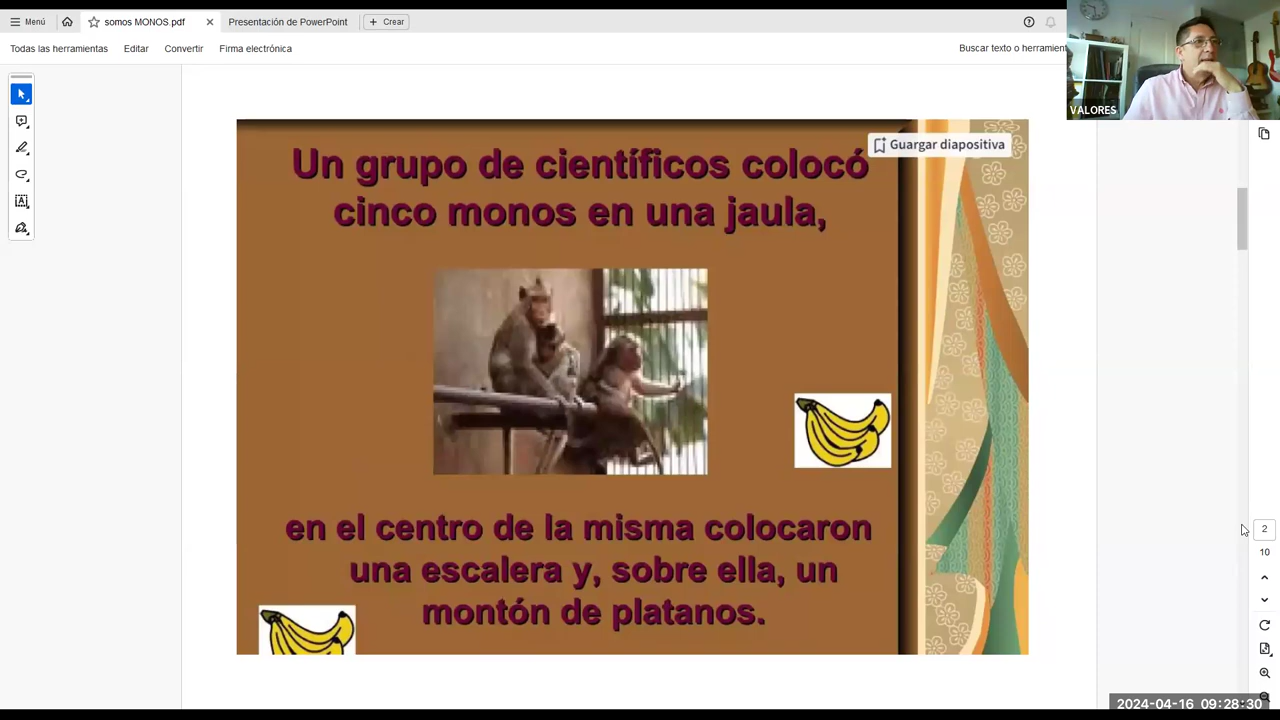 Menú
somos MONOS.pdf
Presentación de PowerPoint
Crear
Todas las herramientas
Editar
Convertir
Firma electrónica
Buscar texto o herramient
VALORES
Guargar diapositiva
Un grupo de científicos colocó
cinco monos en una jaula,
en el centro de la misma colocaron
una escalera y, sobre ella, un
montón de platanos.
2
10
2024-04-16 09:28:30